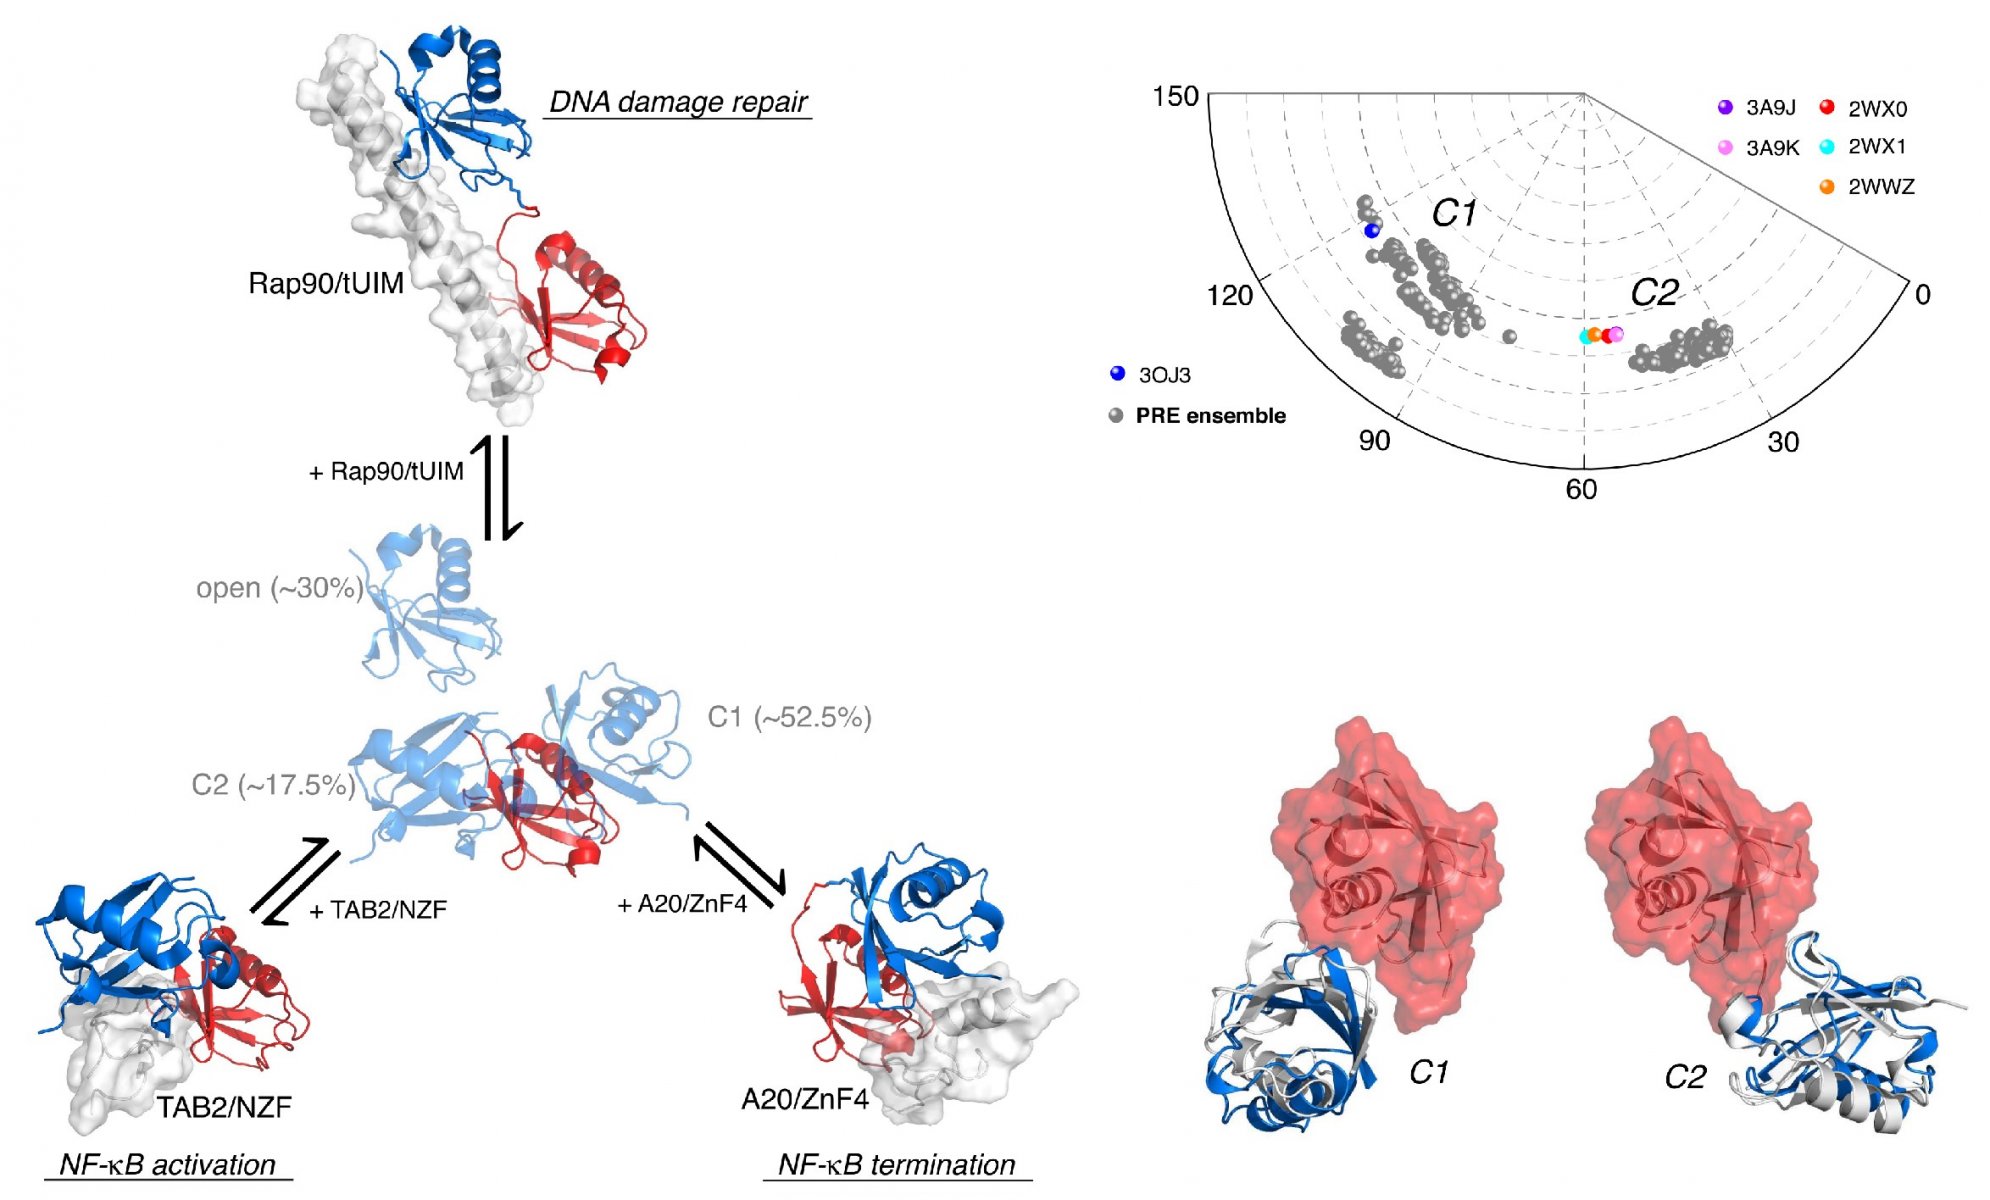 DNA damage repair
Rap90/tUIM
+ Rap90/tUIM
open (~30%)
C1 (~52.5%)
C2 (~17.5%)
+ TAB2/NZF
+ A20/ZnF4
TAB2/NZF
A20/ZnF4
NF-κB activation
NF-κB termination
150
120
90
60
30
0
C1
C2
3A9J
2WX0
3A9K
2WX1
2WWZ
3OJ3
PRE ensemble
C1
C2